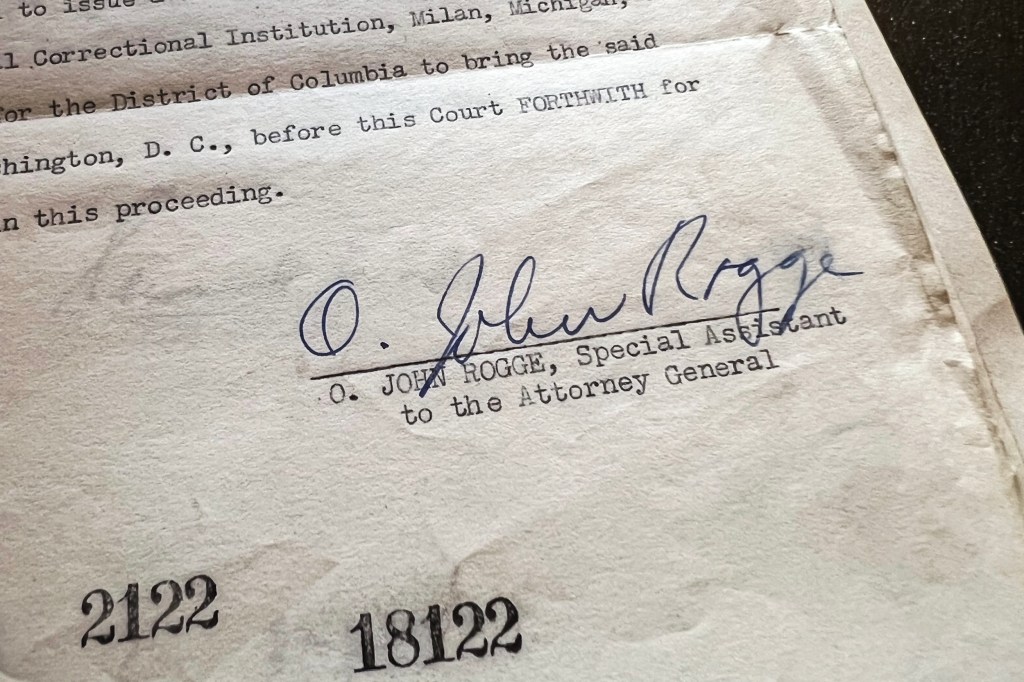 to issue a
l Correctional Institution, Milan, Michigan,
for the District of Columbia to bring the said
hington, D. C., before this Court FORTHWITH for
n this proceeding.
O. John Rogge
O. JOHN ROGGE, Special Assistant
to the Attorney General
2122
18122